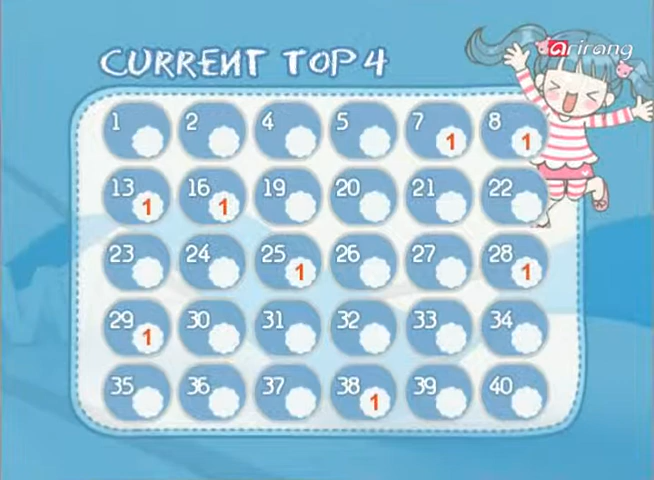 arirang
CURRENT TOP 4
1 2 4 5 7 1 8 1
13 1 16 1 19 20 21 22
23 24 25 1 26 27 28 1
29 1 30 31 32 33 34
35 36 37 38 1 39 40